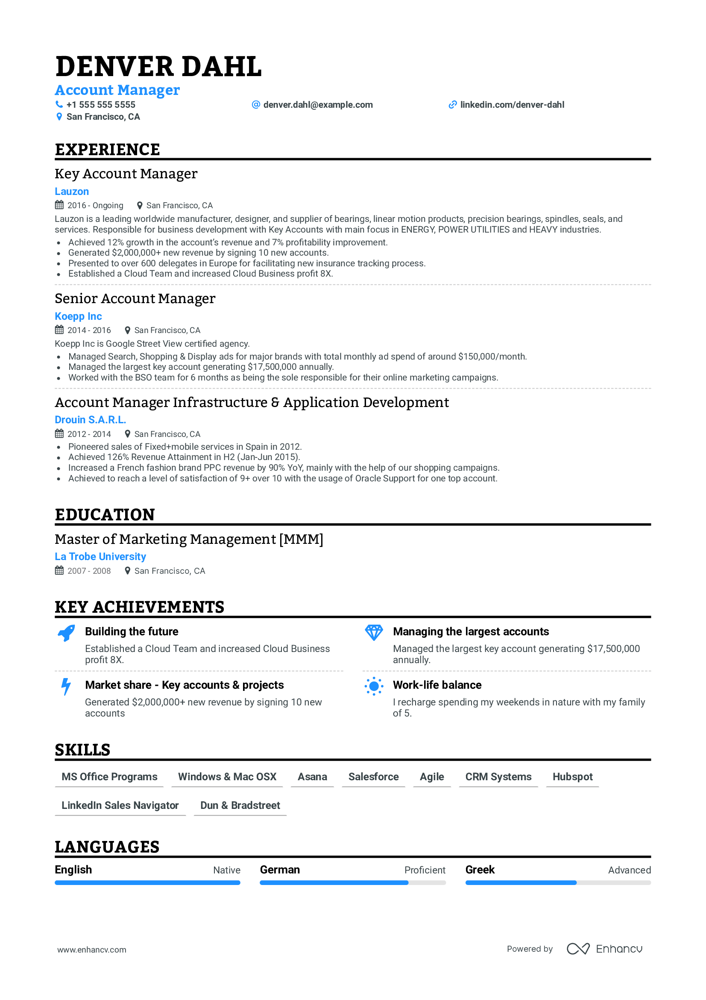 DENVER DAHL
Account Manager
+1 555 555 5555 denver.dahl@example.com linkedin.com/denver-dahl
San Francisco, CA
EXPERIENCE
Key Account Manager
Lauzon
2016 - Ongoing San Francisco, CA
Lauzon is a leading worldwide manufacturer, designer, and supplier of bearings, linear motion products, precision bearings, spindles, seals, and
services. Responsible for business development with Key Accounts with main focus in ENERGY, POWER UTILITIES and HEAVY industries.
• Achieved 12% growth in the account’s revenue and 7% profitability improvement.
• Generated $2,000,000+ new revenue by signing 10 new accounts.
• Presented to over 600 delegates in Europe for facilitating new insurance tracking process.
• Established a Cloud Team and increased Cloud Business profit 8X.
Senior Account Manager
Koepp Inc
2014 - 2016 San Francisco, CA
Koepp Inc is Google Street View certified agency.
• Managed Search, Shopping & Display ads for major brands with total monthly ad spend of around $150,000/month.
• Managed the largest key account generating $17,500,000 annually.
• Worked with the BSO team for 6 months as being the sole responsible for their online marketing campaigns.
Account Manager Infrastructure & Application Development
Drouin S.A.R.L.
2012 - 2014 San Francisco, CA
• Pioneered sales of Fixed+mobile services in Spain in 2012.
• Achieved 126% Revenue Attainment in H2 (Jan-Jun 2015).
• Increased a French fashion brand PPC revenue by 90% YoY, mainly with the help of our shopping campaigns.
• Achieved to reach a level of satisfaction of 9+ over 10 with the usage of Oracle Support for one top account.
EDUCATION
Master of Marketing Management [MMM]
La Trobe University
2007 - 2008 San Francisco, CA
KEY ACHIEVEMENTS
Building the future
Established a Cloud Team and increased Cloud Business
profit 8X.
Managing the largest accounts
Managed the largest key account generating $17,500,000
annually.
Market share - Key accounts & projects
Generated $2,000,000+ new revenue by signing 10 new
accounts
Work-life balance
I recharge spending my weekends in nature with my family
of 5.
SKILLS
MS Office Programs Windows & Mac OSX Asana Salesforce Agile CRM Systems Hubspot
LinkedIn Sales Navigator Dun & Bradstreet
LANGUAGES
English Native German Proficient Greek Advanced
www.enhancv.com Powered by Enhancv